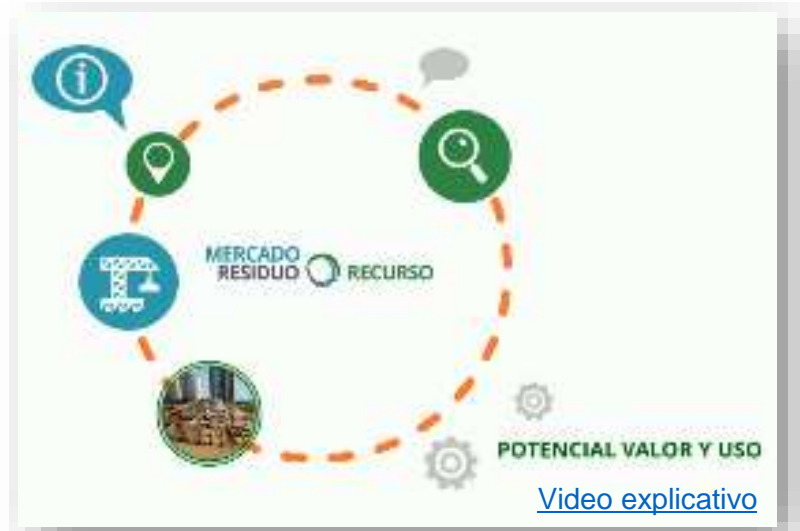 MERCADO
RESIDUO RECURSO
POTENCIAL VALOR Y USO
Video explicativo